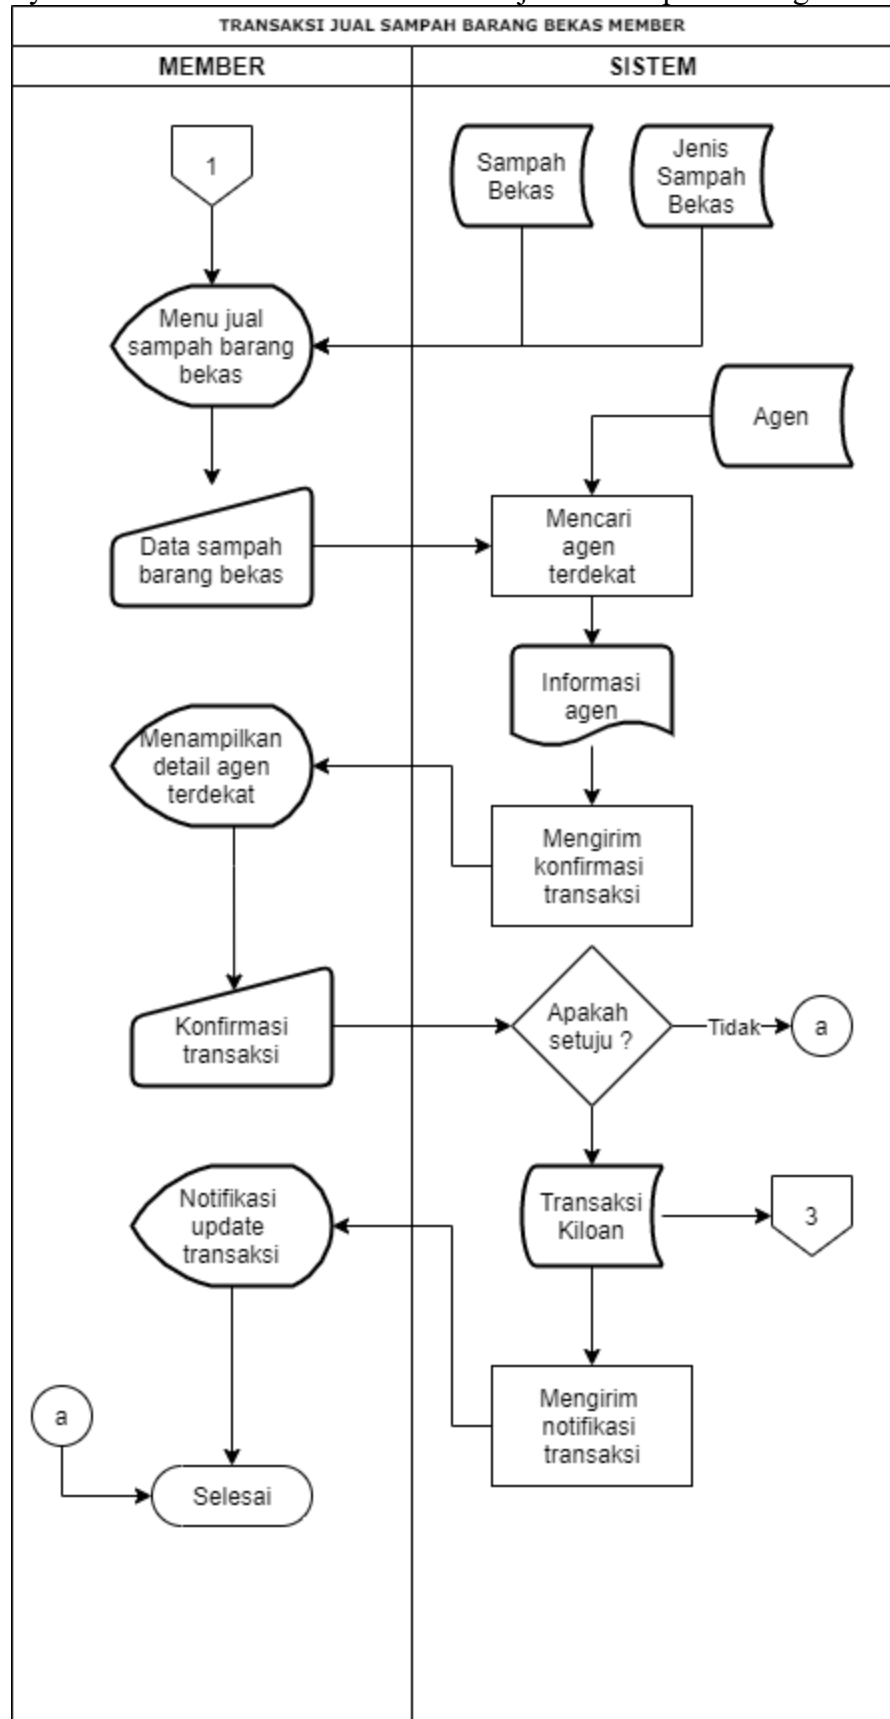 TRANSAKSI JUAL SAMPAH BARANG BEKAS MEMBER
MEMBER
SISTEM
1
Sampah
Bekas
Jenis
Sampah
Bekas
Menu jual
sampah barang
bekas
Agen
Data sampah
barang bekas
Mencari
agen
terdekat
Informasi
agen
Menampilkan
detail agen
terdekat
Mengirim
konfirmasi
transaksi
Konfirmasi
transaksi
Apakah
setuju ?
Tidak
a
Notifikasi
update
transaksi
Transaksi
Kiloan
3
Mengirim
notifikasi
transaksi
a
Selesai